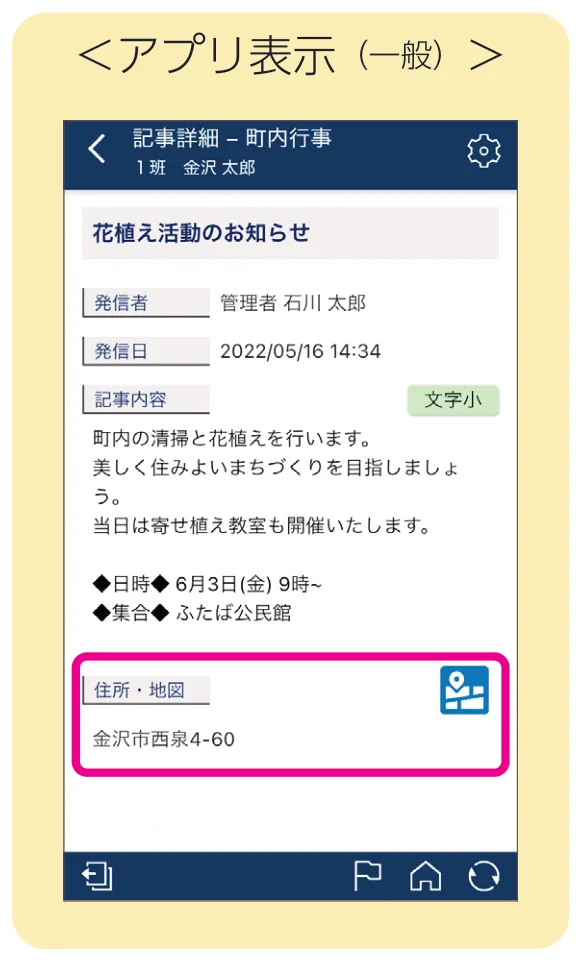 ＜アプリ表示（一般）＞
記事詳細 – 町内行事
1 班　金沢 太郎
花植え活動のお知らせ
発信者
管理者 石川 太郎
発信日
2022/05/16 14:34
記事内容
文字小
町内の清掃と花植えを行います。
美しく住みよいまちづくりを目指しましょ
う。
当日は寄せ植え教室も開催いたします。
◆日時◆ 6月3日(金) 9時~
◆集合◆ ふたば公民館
住所・地図
金沢市西泉4-60